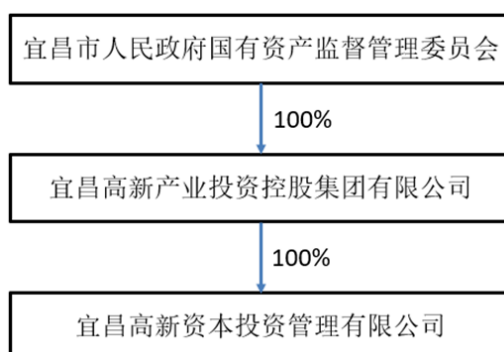 宜昌市人民政府国有资产监督管理委员会
100%
宜昌高新产业投资控股集团有限公司
100%
宜昌高新资本投资管理有限公司